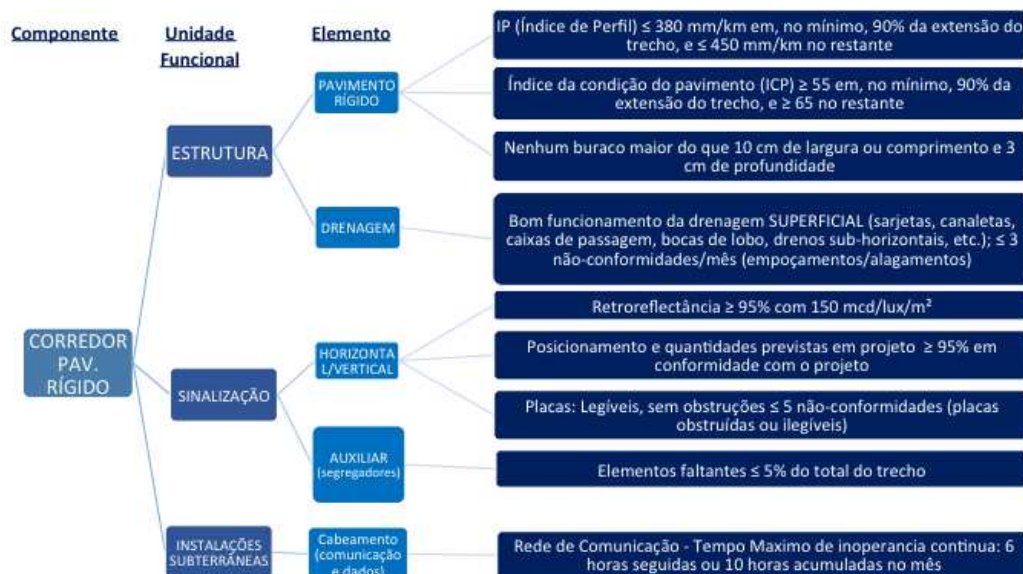 Componente
Unidade
Funcional
Elemento
CORREDOR
PAV.
RÍGIDO
ESTRUTURA
PAVIMENTO
RÍGIDO
IP (Índice de Perfil) ≤ 380 mm/km em, no mínimo, 90% da extensão do
trecho, e ≤ 450 mm/km no restante
Índice da condição do pavimento (ICP) ≥ 55 em, no mínimo, 90% da
extensão do trecho, e ≥ 65 no restante
Nenhum buraco maior do que 10 cm de largura ou comprimento e 3
cm de profundidade
DRENAGEM
Bom funcionamento da drenagem SUPERFICIAL (sarjetas, canaletas,
caixas de passagem, bocas de lobo, drenos sub-horizontais, etc.); ≤ 3
não-conformidades/mês (empoçamentos/alagamentos)
SINALIZAÇÃO
HORIZONTA
L/VERTICAL
Retroreflectância ≥ 95% com 150 mcd/lux/m²
Posicionamento e quantidades previstas em projeto ≥ 95% em
conformidade com o projeto
Placas: Legíveis, sem obstruções ≤ 5 não-conformidades (placas
obstruídas ou ilegíveis)
AUXILIAR
(segregadores)
Elementos faltantes ≤ 5% do total do trecho
INSTALAÇÕES
SUBTERRÂNEAS
Cabeamento
(comunicação
e dados)
Rede de Comunicação - Tempo Maximo de inoperancia continua: 6
horas seguidas ou 10 horas acumuladas no mês